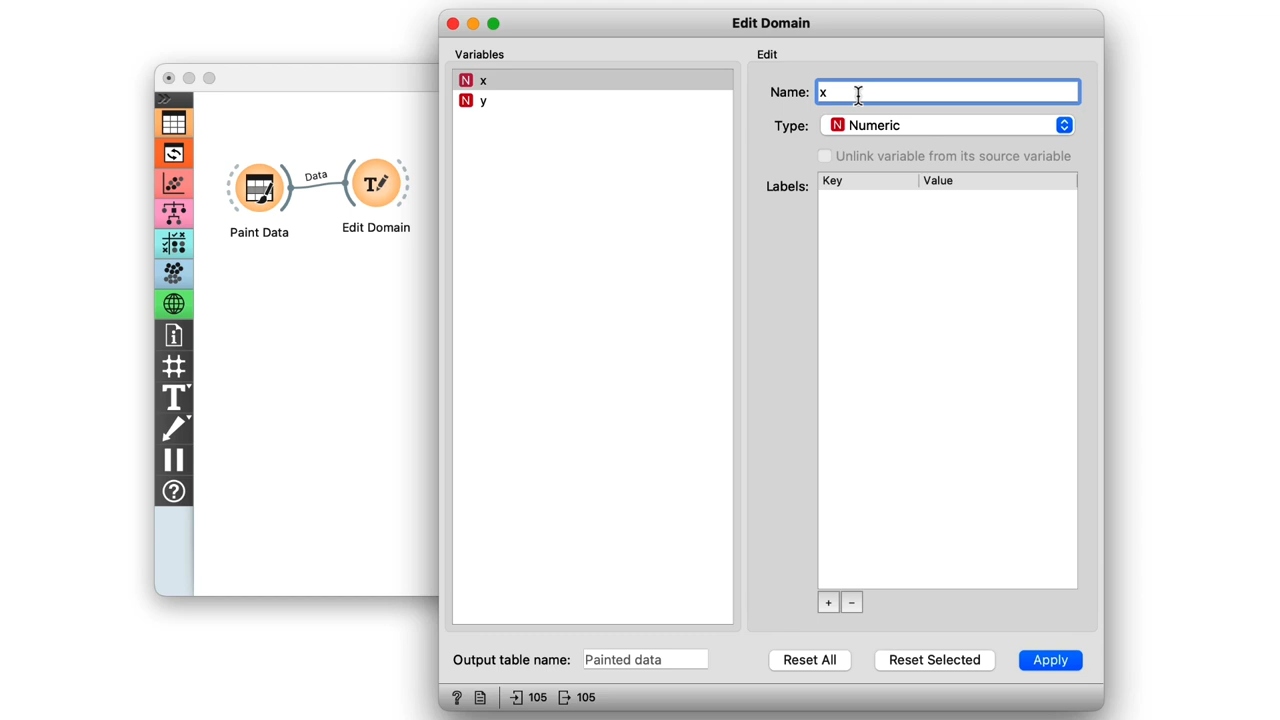 Edit Domain
Variables
Edit
N x
N y
Name: x
Type: N Numeric
Unlink variable from its source variable
Labels: Key Value
Data
Paint Data
Edit Domain
+ -
Output table name: Painted data
Reset All
Reset Selected
Apply
? 105 105